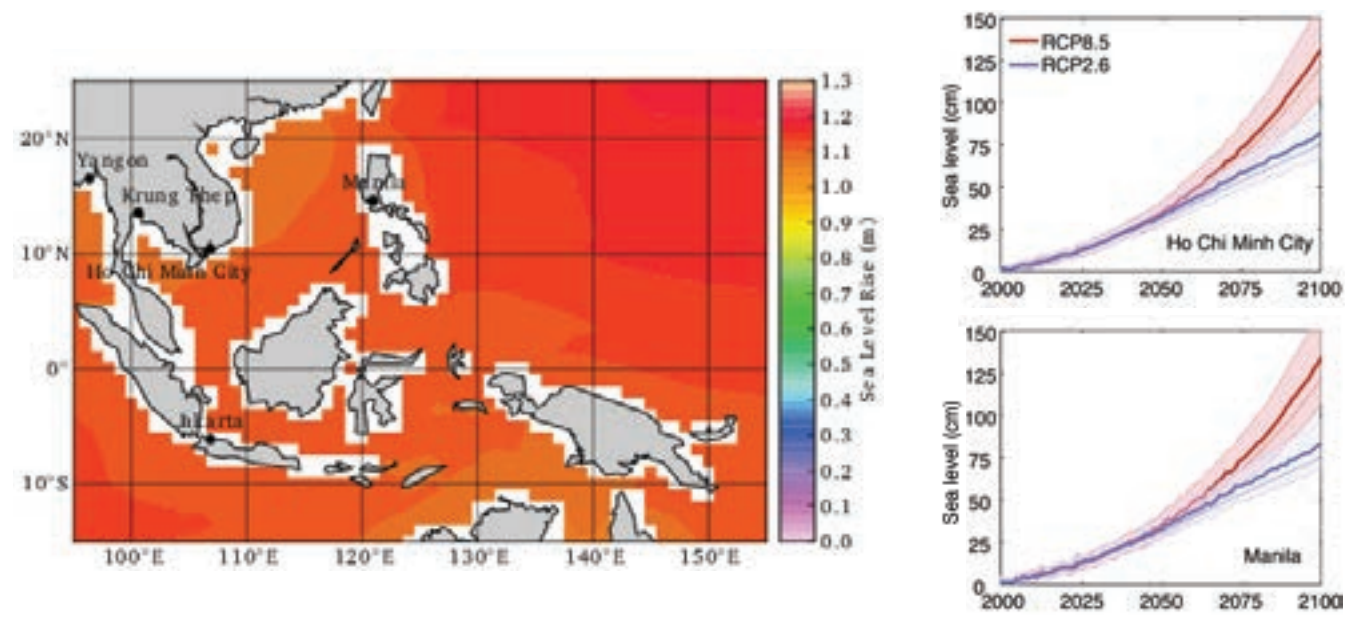 Yangon
Krung Thep
Manila
Ho Chi Minh City
Jakarta
20°N
10°N
0°
10°S
100°E 110°E 120°E 130°E 140°E 150°E
1.3
1.2
1.1
1.0
0.9
0.8
0.7
0.6
0.5
0.4
0.3
0.2
0.1
0.0
Sea Level Rise (m)
150
125
100
75
50
25
0
Sea level (cm)
RCP8.5
RCP2.6
Ho Chi Minh City
2000 2025 2050 2075 2100
150
125
100
75
50
25
0
Sea level (cm)
Manila
2000 2025 2050 2075 2100